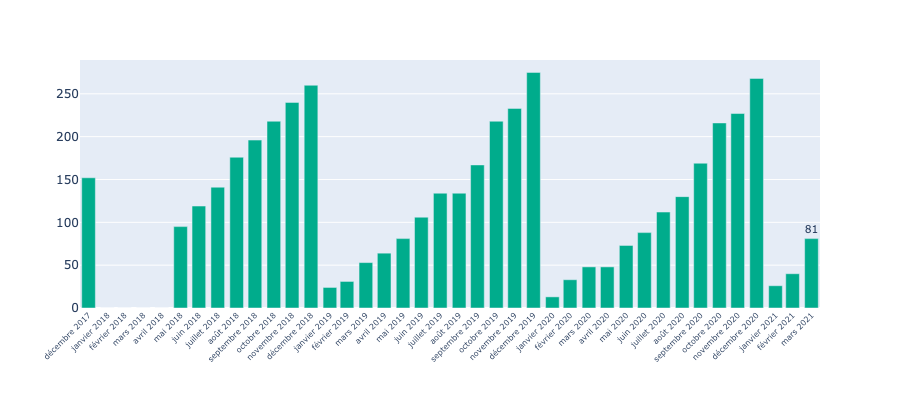 250
200
150
100
50
0
81
décembre 2017
janvier 2018
février 2018
mars 2018
avril 2018
mai 2018
juin 2018
juillet 2018
août 2018
septembre 2018
octobre 2018
novembre 2018
décembre 2018
janvier 2019
février 2019
mars 2019
avril 2019
mai 2019
juin 2019
juillet 2019
août 2019
septembre 2019
octobre 2019
novembre 2019
décembre 2019
janvier 2020
février 2020
mars 2020
avril 2020
mai 2020
juin 2020
juillet 2020
août 2020
septembre 2020
octobre 2020
novembre 2020
décembre 2020
janvier 2021
février 2021
mars 2021